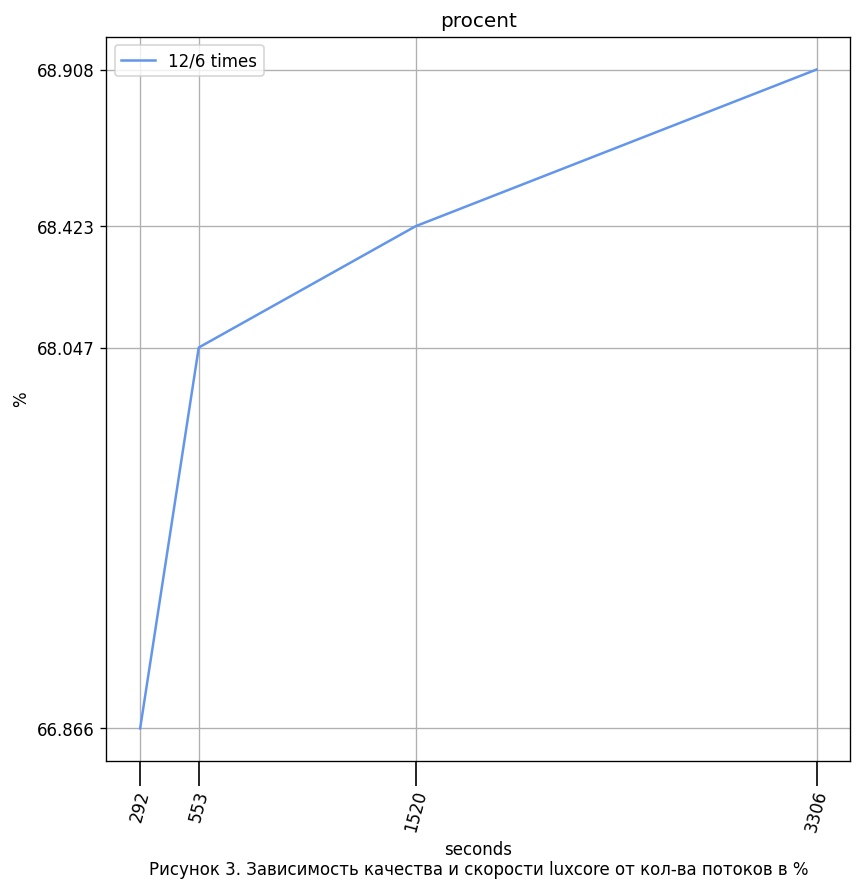 procent
12/6 times
68.908
68.423
68.047
66.866
%
292
553
1520
3306
seconds
Рисунок 3. Зависимость качества и скорости luxcore от кол-ва потоков в %